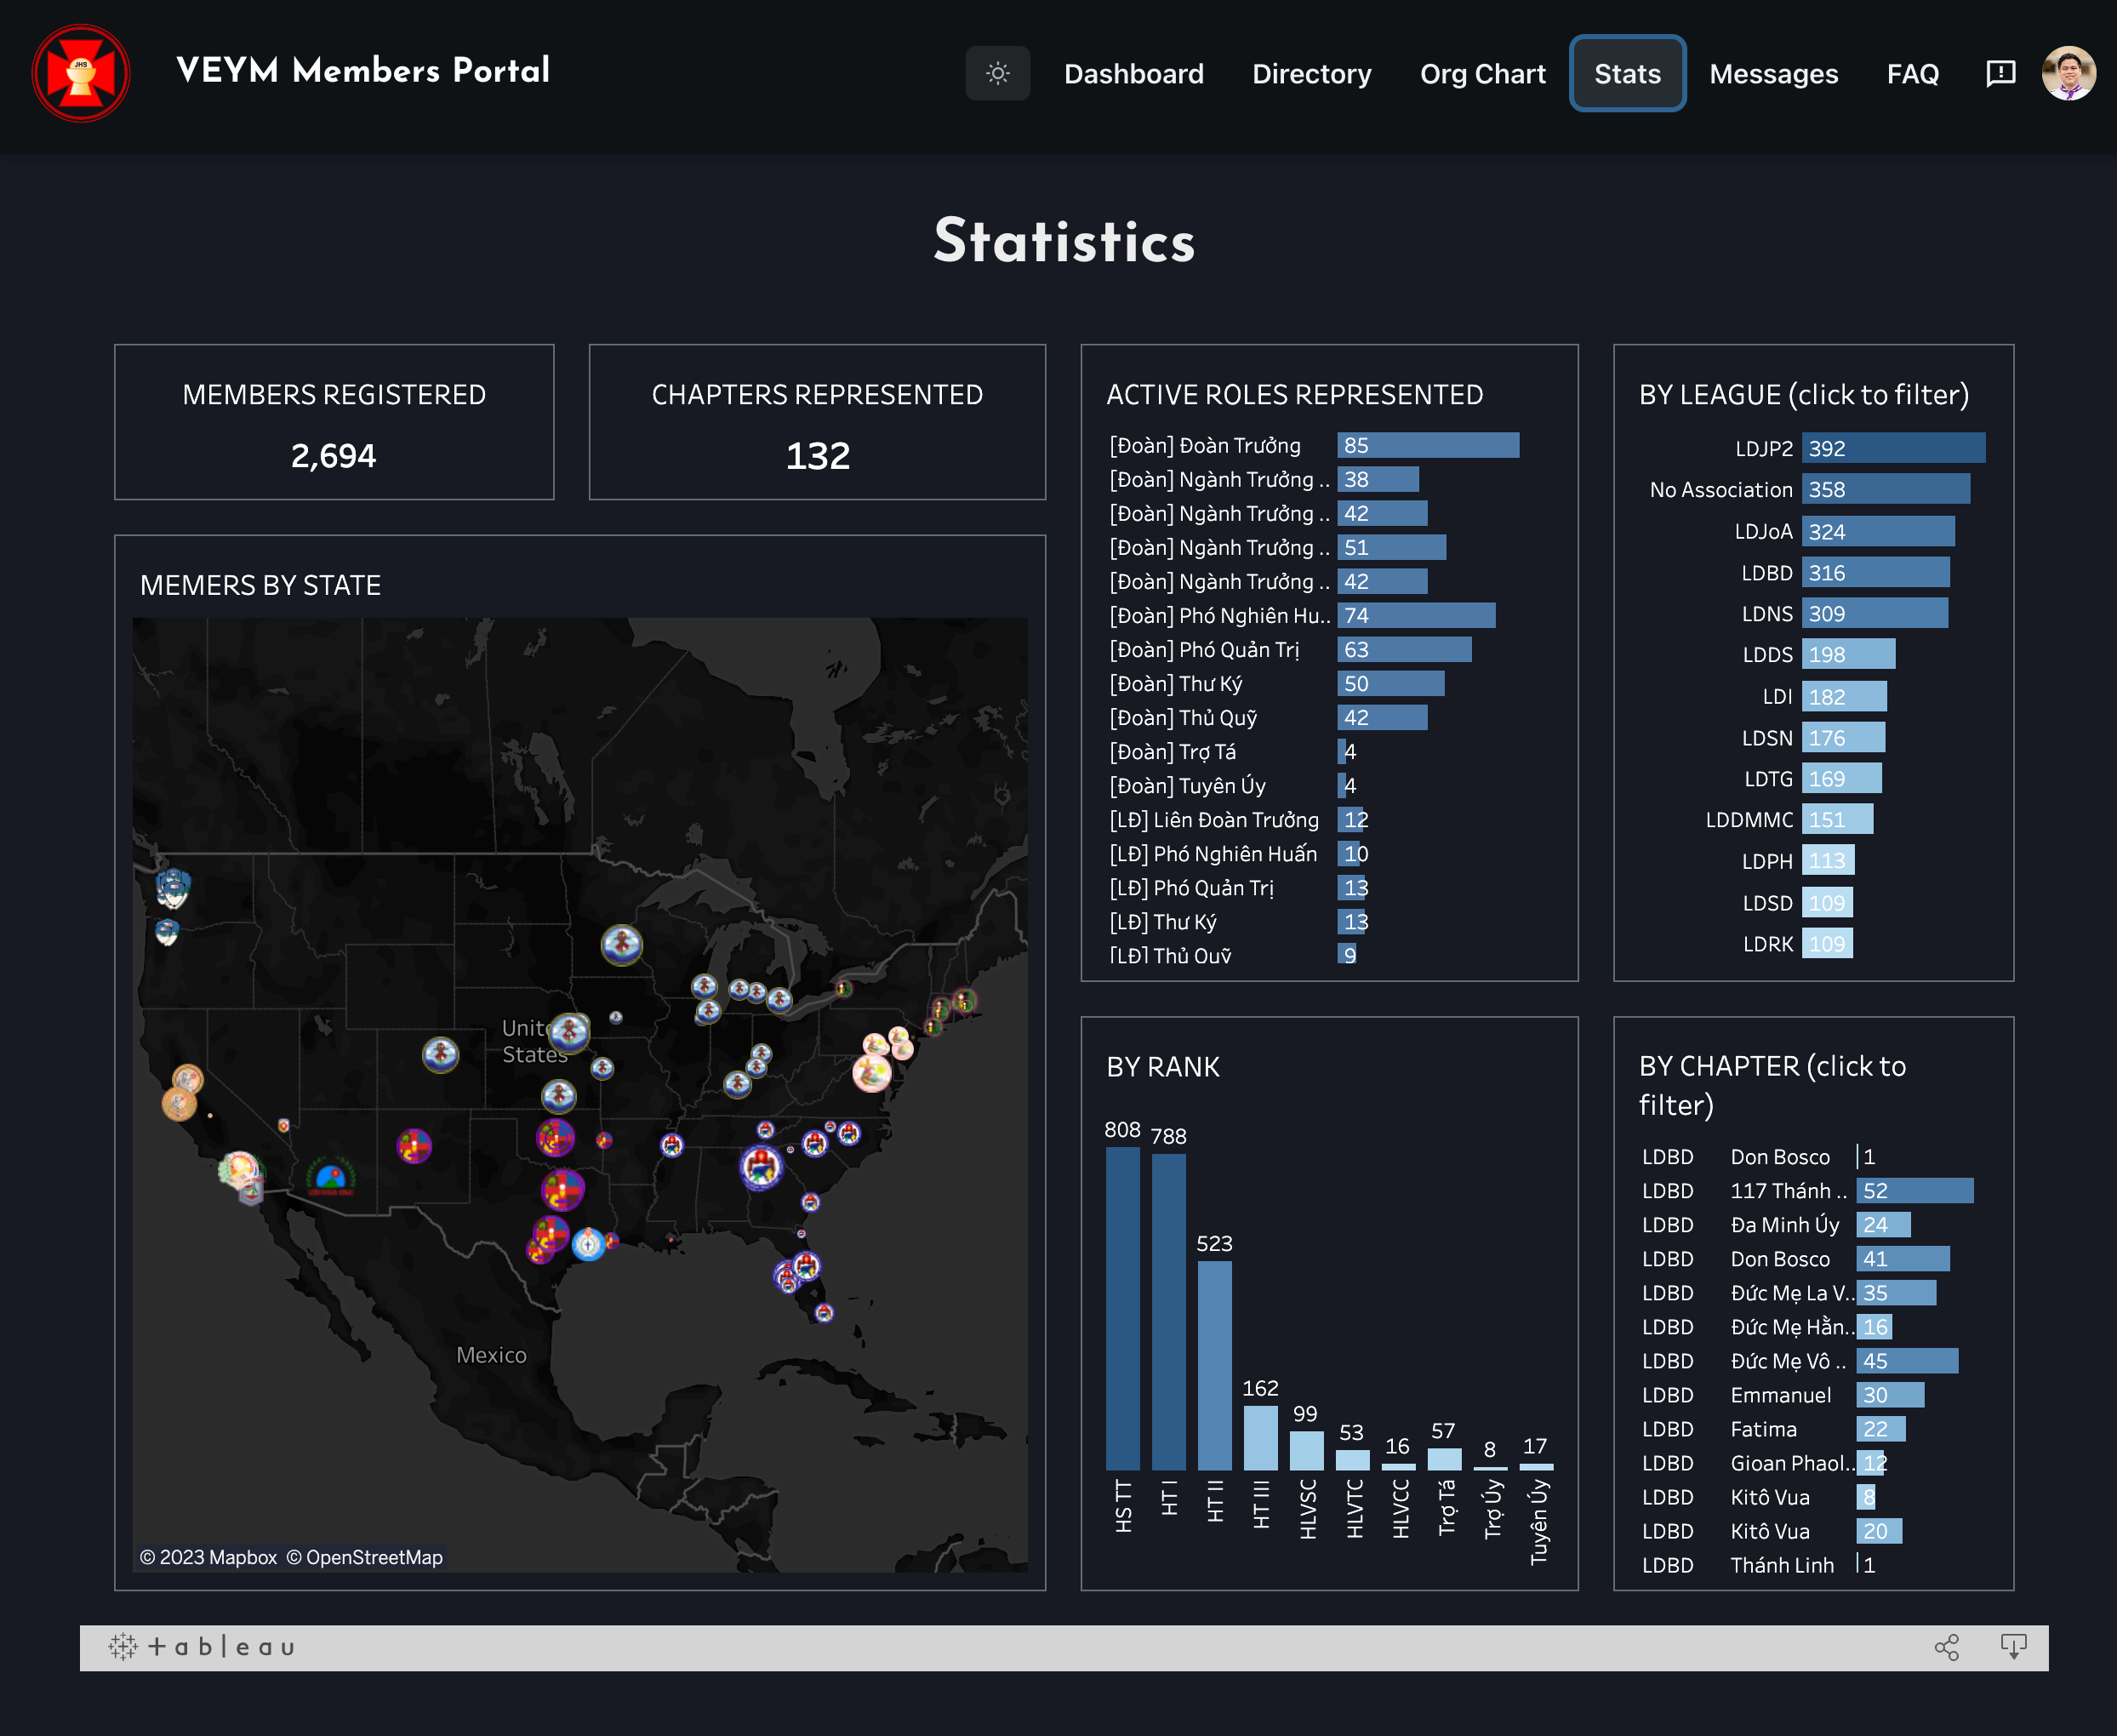 JHS
VEYM Members Portal
Dashboard
Directory
Org Chart
Stats
Messages
FAQ
Statistics
MEMBERS REGISTERED
2,694
CHAPTERS REPRESENTED
132
MEMERS BY STATE
United
States
Mexico
© 2023 Mapbox © OpenStreetMap
ACTIVE ROLES REPRESENTED
[Đoàn] Đoàn Trưởng 85
[Đoàn] Ngành Trưởng .. 38
[Đoàn] Ngành Trưởng .. 42
[Đoàn] Ngành Trưởng .. 51
[Đoàn] Ngành Trưởng .. 42
[Đoàn] Phó Nghiên Hu.. 74
[Đoàn] Phó Quản Trị 63
[Đoàn] Thư Ký 50
[Đoàn] Thủ Quỹ 42
[Đoàn] Trợ Tá 4
[Đoàn] Tuyên Úy 4
[LĐ] Liên Đoàn Trưởng 12
[LĐ] Phó Nghiên Huấn 10
[LĐ] Phó Quản Trị 13
[LĐ] Thư Ký 13
[LĐ] Thủ Quỹ 9
BY LEAGUE (click to filter)
LDJP2 392
No Association 358
LDJoA 324
LDBD 316
LDNS 309
LDDS 198
LDI 182
LDSN 176
LDTG 169
LDDMMC 151
LDPH 113
LDSD 109
LDRK 109
BY RANK
808 788 523 162 99 53 16 57 8 17
HS TT
HT I
HT II
HT III
HLVSC
HLVTC
HLVCC
Trợ Tá
Trợ Úy
Tuyên Úy
BY CHAPTER (click to
filter)
LDBD Don Bosco 1
LDBD 117 Thánh .. 52
LDBD Đa Minh Úy 24
LDBD Don Bosco 41
LDBD Đức Mẹ La V.. 35
LDBD Đức Mẹ Hằn.. 16
LDBD Đức Mẹ Vô .. 45
LDBD Emmanuel 30
LDBD Fatima 22
LDBD Gioan Phaol.. 12
LDBD Kitô Vua 8
LDBD Kitô Vua 20
LDBD Thánh Linh 1
+ableau